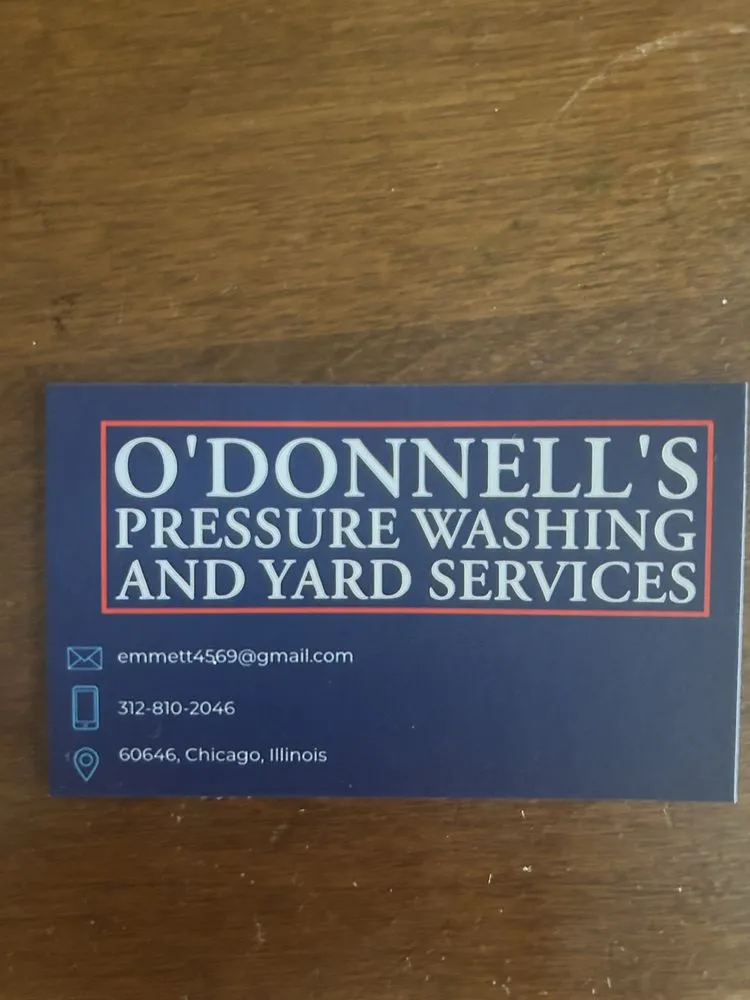 O'DONNELL'S
PRESSURE WASHING
AND YARD SERVICES
emmett4569@gmail.com
312-810-2046
60646, Chicago, Illinois